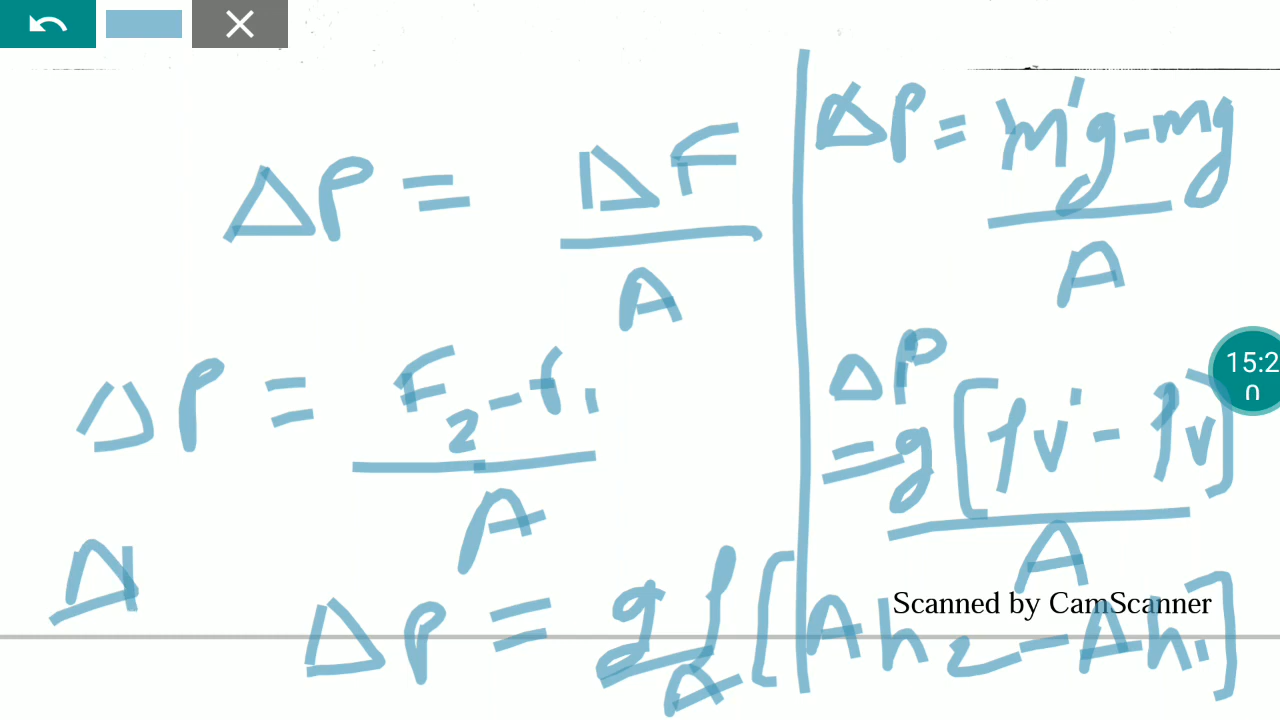 ΔP = ΔF / A
ΔP = F₂ - F₁ / A
Δ
ΔP = m'g - mg / A
ΔP
= g [ρv' - ρv] / A
ΔP = gρ / A [Ah₂ - Ah₁]
15:2
0
Scanned by CamScanner